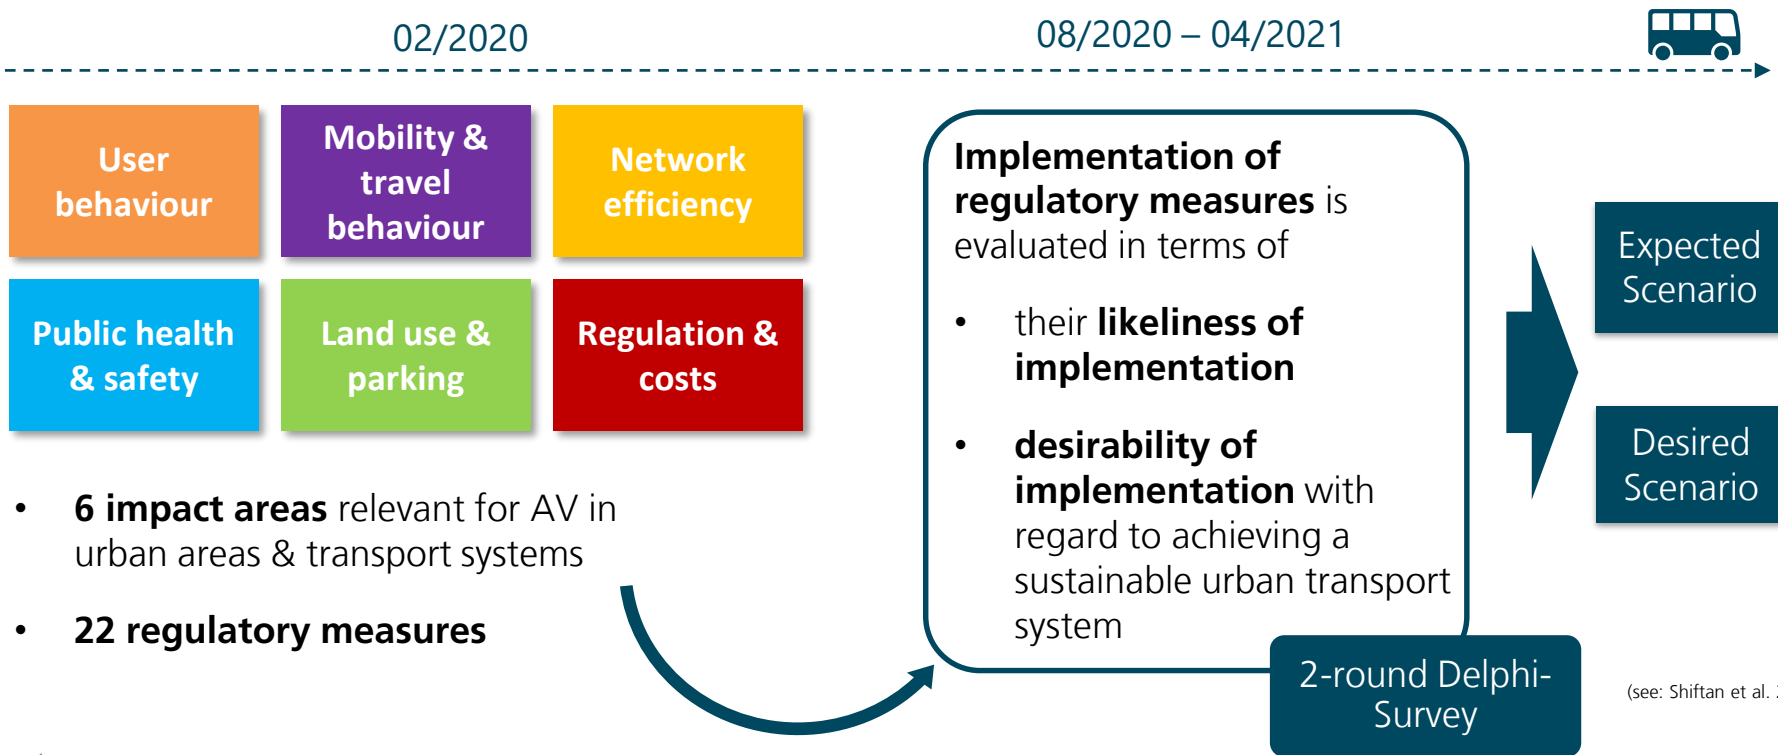 02/2020
08/2020 – 04/2021
User
behaviour
Mobility &
travel
behaviour
Network
efficiency
Public health
& safety
Land use &
parking
Regulation &
costs
• 6 impact areas relevant for AV in
urban areas & transport systems
• 22 regulatory measures
Implementation of
regulatory measures is
evaluated in terms of
• their likeliness of
implementation
• desirability of
implementation with
regard to achieving a
sustainable urban transport
system
2-round Delphi-
Survey
Expected
Scenario
Desired
Scenario
(see: Shiftan et al.